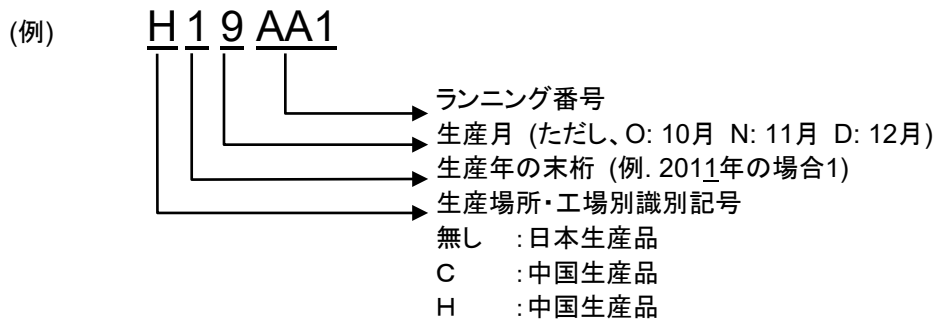 (例) H 1 9 AA1
ランニング番号
生産月 (ただし、O: 10月 N: 11月 D: 12月)
生産年の末桁 (例. 2011年の場合1)
生産場所・工場別識別記号
無し :日本生産品
C :中国生産品
H :中国生産品